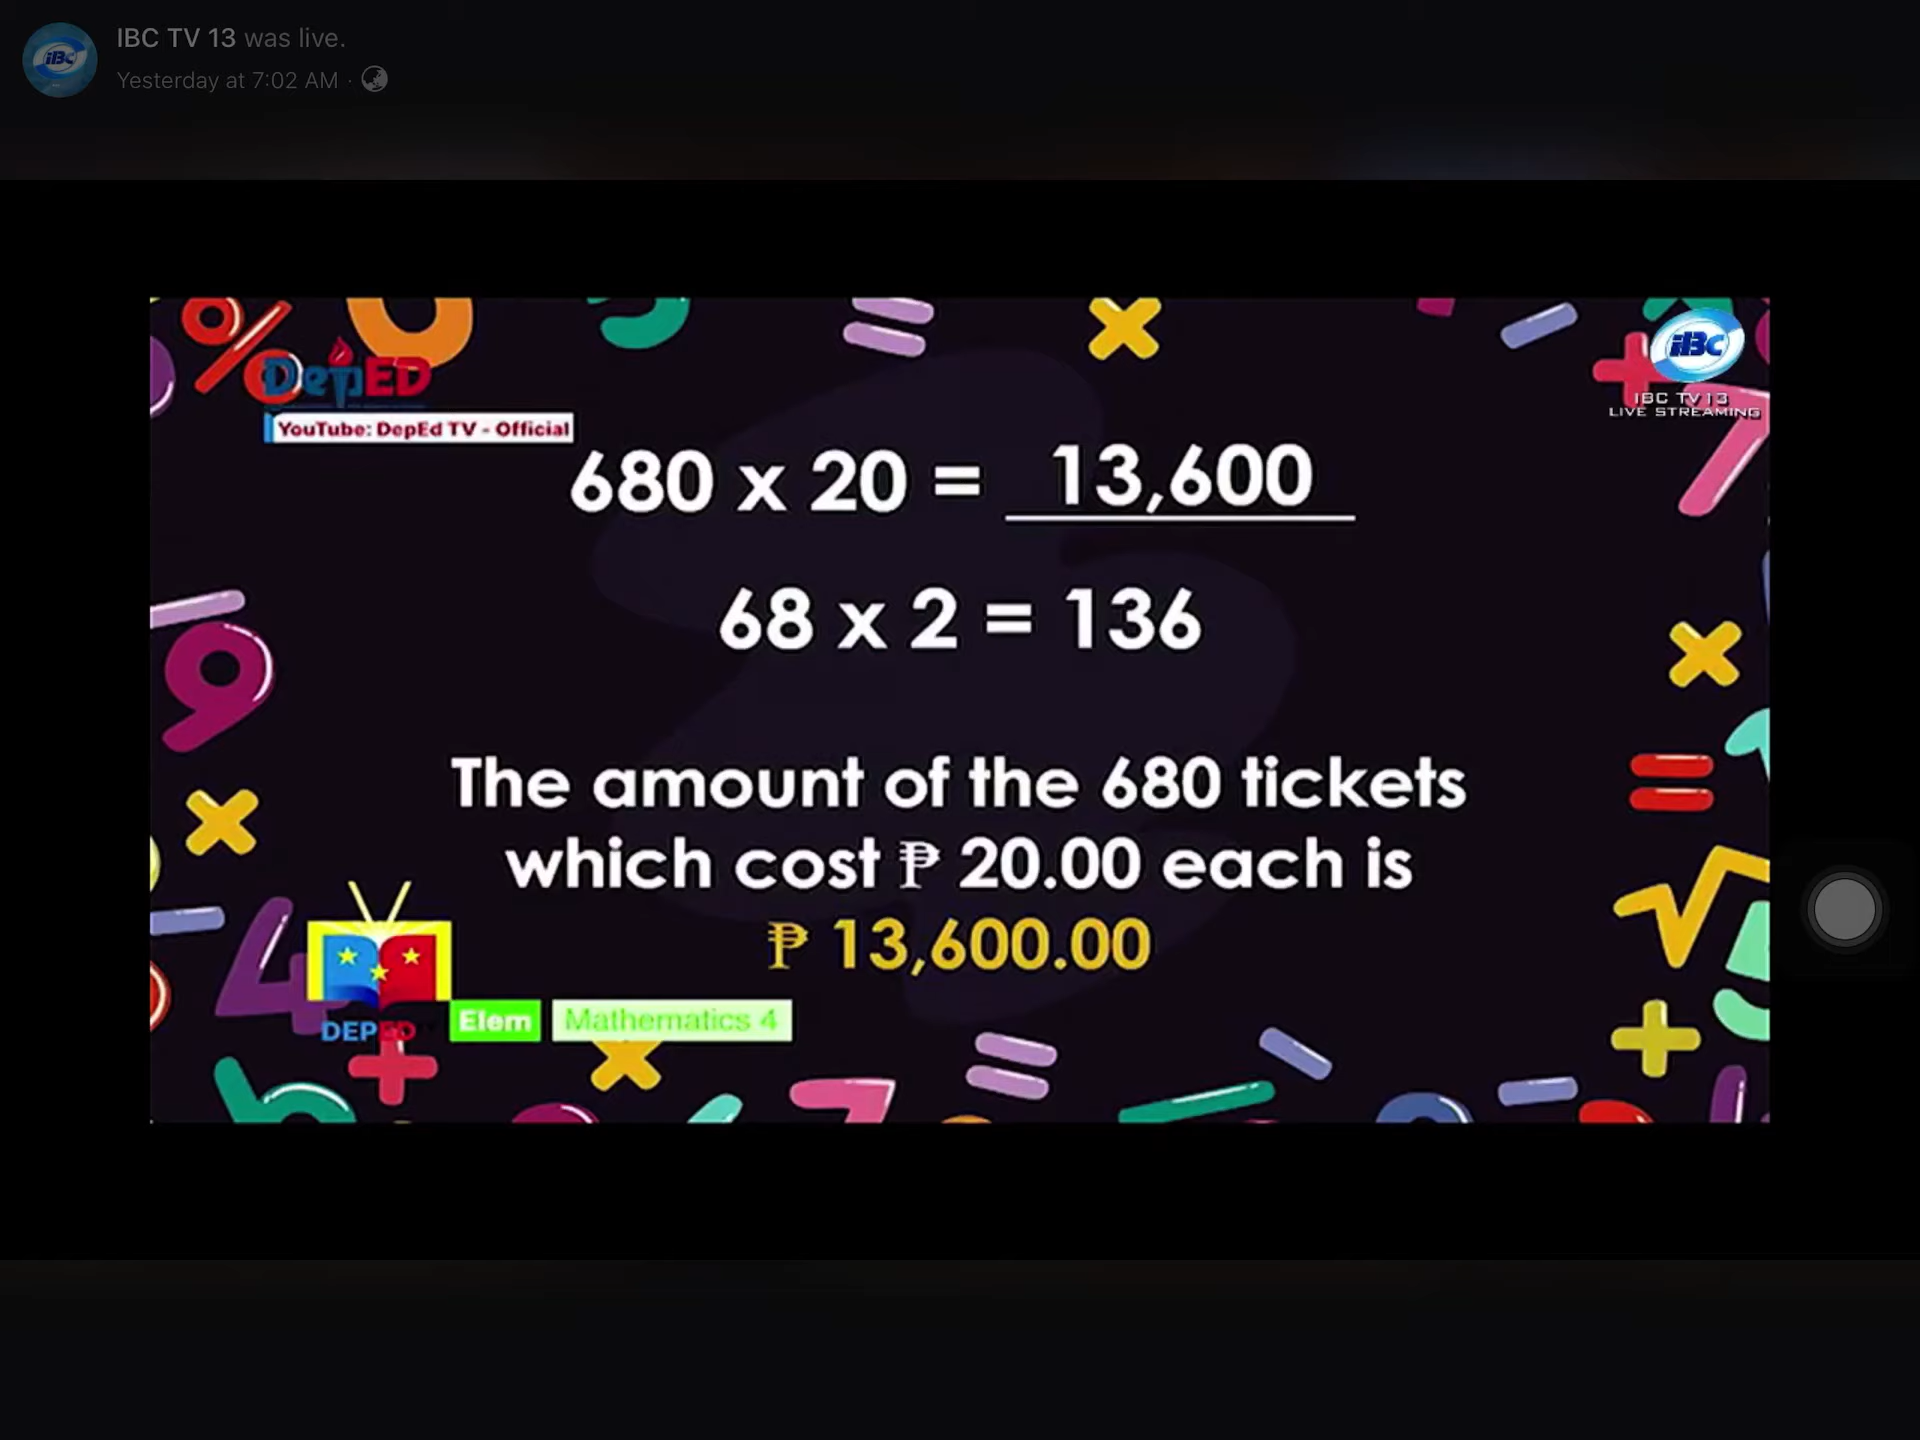 IBC TV 13 was live.
Yesterday at 7:02 AM ·
DepED
YouTube: DepEd TV - Official
iBC
IBC TV 13
LIVE STREAMING
680 x 20 = 13,600
68 x 2 = 136
The amount of the 680 tickets
which cost ₱ 20.00 each is
₱ 13,600.00
DEPED
Elem
Mathematics 4